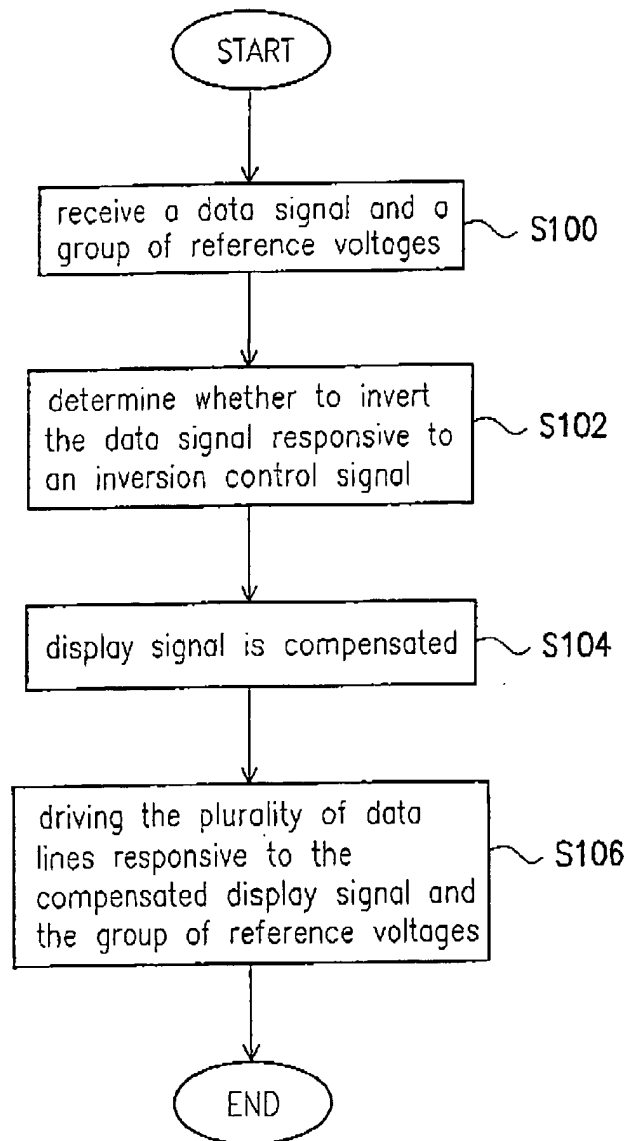 START
receive a data signal and a
group of reference voltages
S100
determine whether to invert
the data signal responsive to
an inversion control signal
S102
display signal is compensated
S104
driving the plurality of data
lines responsive to the
compensated display signal and
the group of reference voltages
S106
END